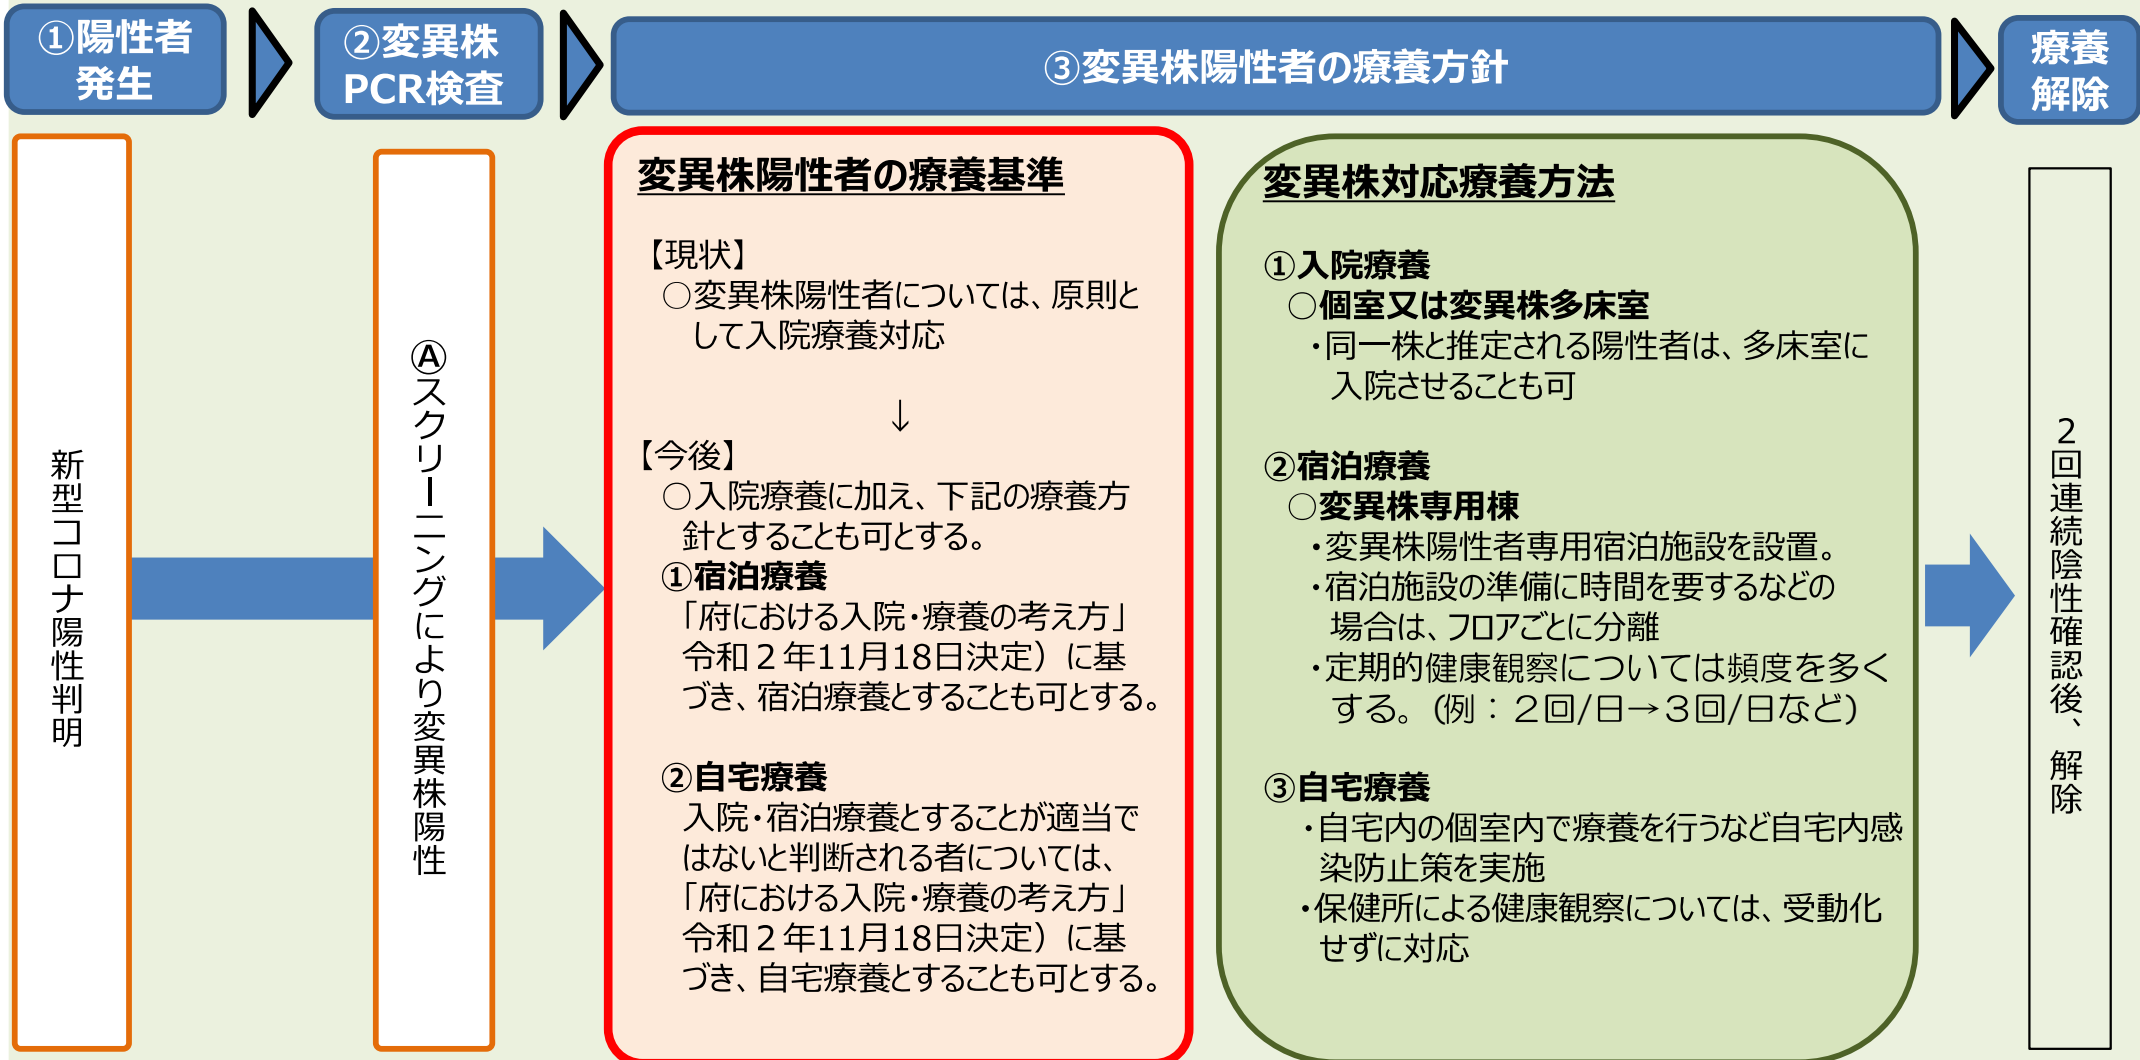 ①陽性者
発生
②変異株
PCR検査
③変異株陽性者の療養方針
療養
解除
新型コロナ陽性判明
Ⓐスクリーニングにより変異株陽性
変異株陽性者の療養基準
【現状】
○変異株陽性者については、原則と
して入院療養対応
↓
【今後】
○入院療養に加え、下記の療養方
針とすることも可とする。
①宿泊療養
「府における入院・療養の考え方」
令和２年11月18日決定）に基
づき、宿泊療養とすることも可とする。
②自宅療養
入院・宿泊療養とすることが適当で
はないと判断される者については、
「府における入院・療養の考え方」
令和２年11月18日決定）に基
づき、自宅療養とすることも可とする。
変異株対応療養方法
①入院療養
○個室又は変異株多床室
・同一株と推定される陽性者は、多床室に
入院させることも可
②宿泊療養
○変異株専用棟
・変異株陽性者専用宿泊施設を設置。
・宿泊施設の準備に時間を要するなどの
場合は、フロアごとに分離
・定期的健康観察については頻度を多く
する。（例：２回/日→３回/日など）
③自宅療養
・自宅内の個室内で療養を行うなど自宅内感
染防止策を実施
・保健所による健康観察については、受動化
せずに対応
２回連続陰性確認後、解除